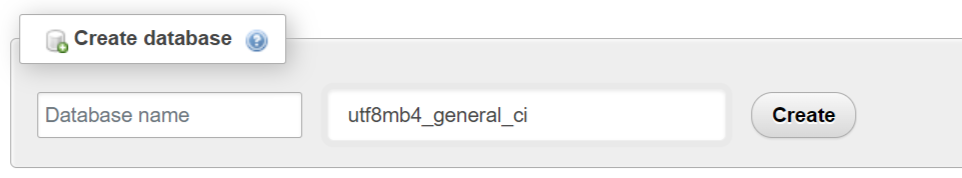 Create database
Database name utf8mb4_general_ci Create